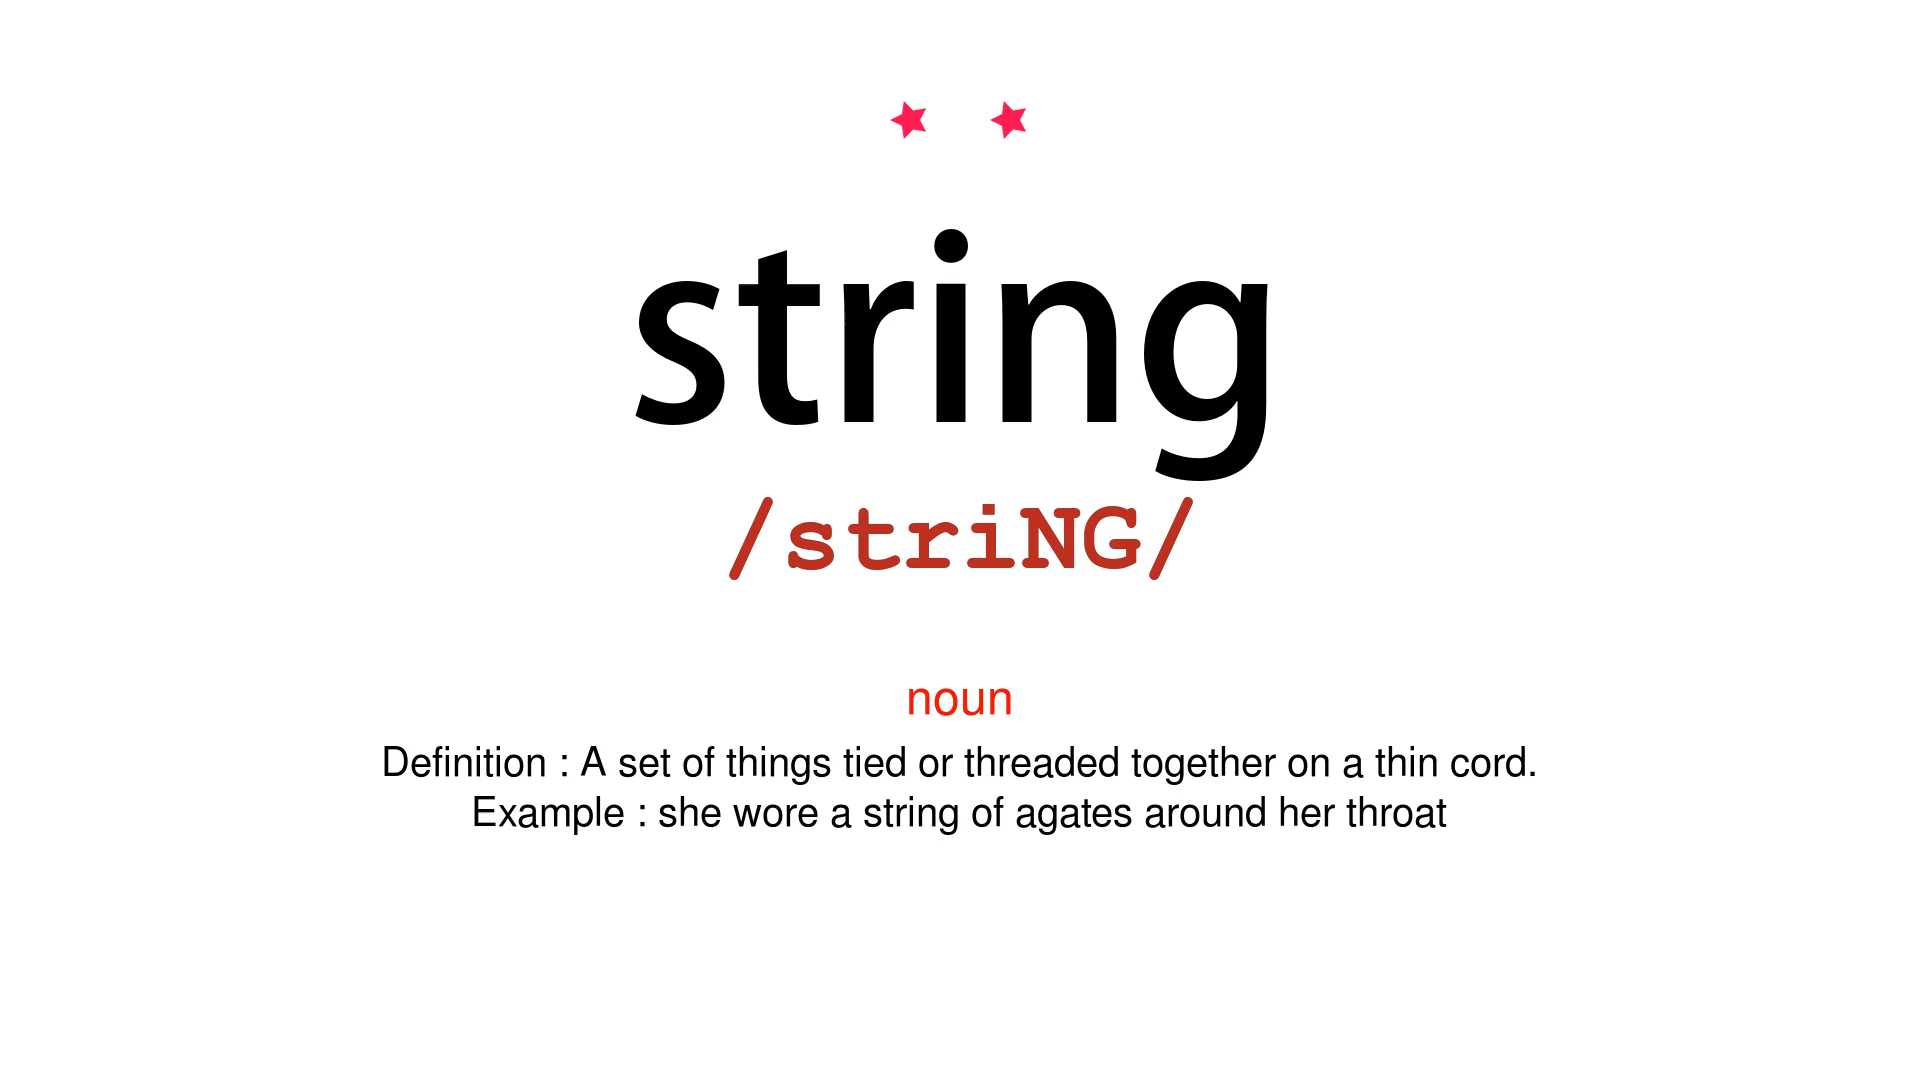 string
/striNG/
noun
Definition : A set of things tied or threaded together on a thin cord.
Example : she wore a string of agates around her throat